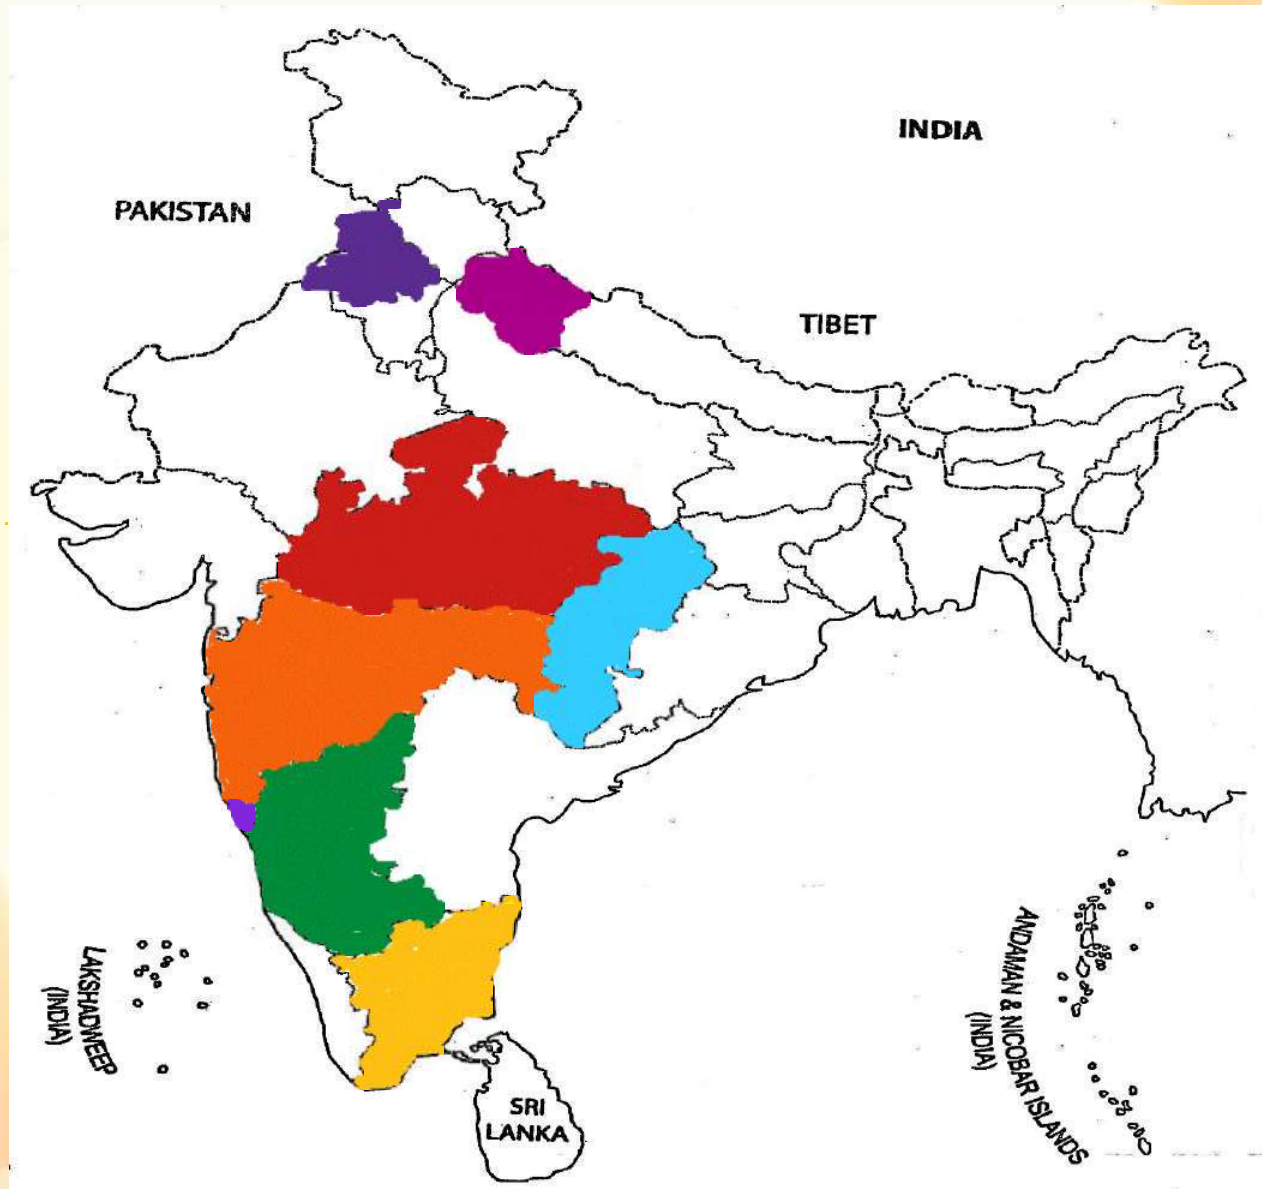 INDIA
PAKISTAN
TIBET
LAKSHADWEEP
(INDIA)
ANDAMAN & NICOBAR ISLANDS
(INDIA)
SRI
LANKA